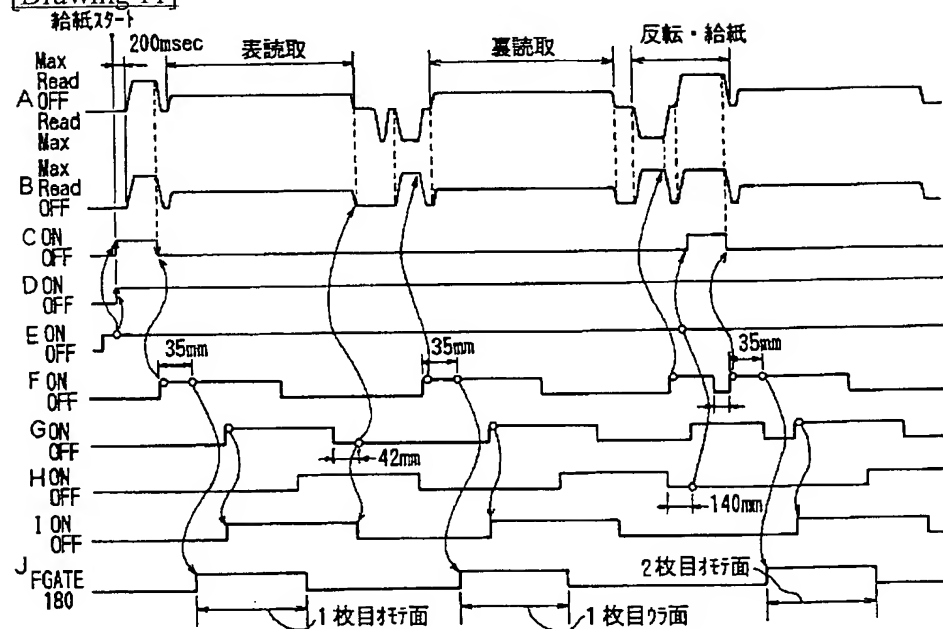 [Drawing 11]
給紙スタート
200msec
表読取
裏読取
反転・給紙
Max
Read
A OFF
Read
Max
Max
B Read
OFF
C ON
OFF
D ON
OFF
E ON
OFF
35mm
35mm
35mm
F ON
OFF
G ON
OFF
42mm
H ON
OFF
140mm
I ON
OFF
J
FGATE
180
1枚目オモテ面
1枚目ウラ面
2枚目オモテ面